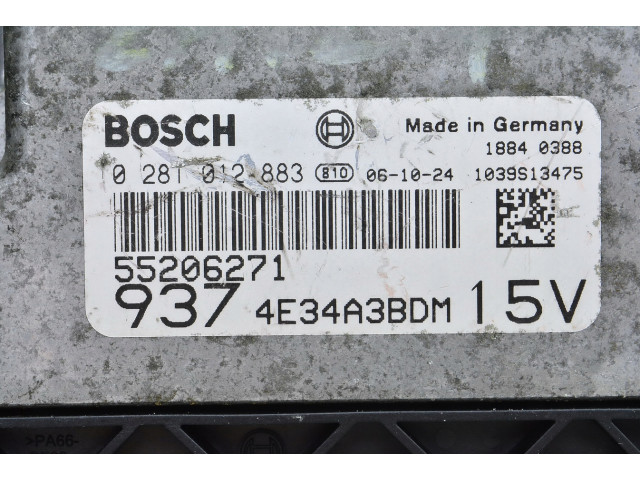 BOSCH Made in Germany
1884 0388
0 281 012 883 810 06-10-24 1039S13475
55206271
937 4E34A3BDM 15V
>PA66-